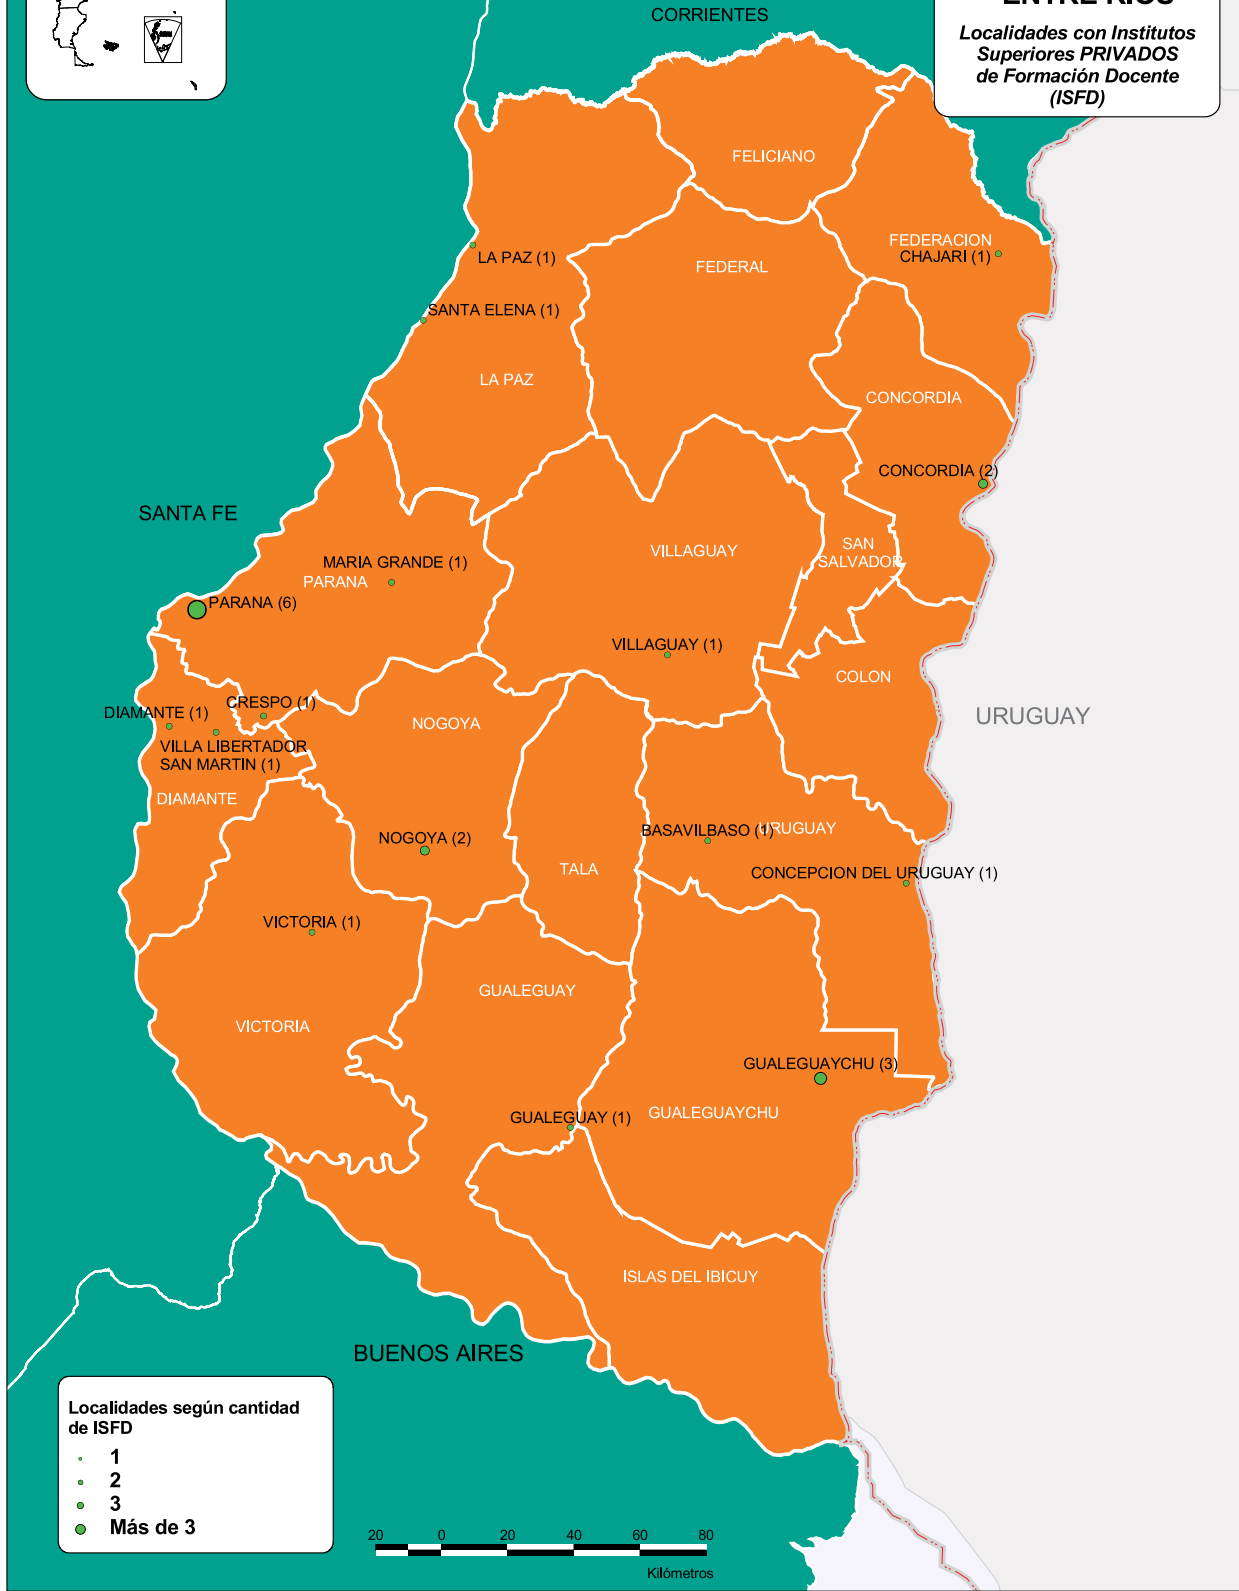 CORRIENTES
ENTRE RIOS
Localidades con Institutos
Superiores PRIVADOS
de Formación Docente
(ISFD)
FELICIANO
FEDERACION
CHAJARI (1)
LA PAZ (1)
FEDERAL
SANTA ELENA (1)
LA PAZ
CONCORDIA
CONCORDIA (2)
SANTA FE
VILLAGUAY
SAN
SALVADOR
MARIA GRANDE (1)
PARANA
PARANA (6)
VILLAGUAY (1)
COLON
CRESPO (1)
DIAMANTE (1)
NOGOYA
URUGUAY
VILLA LIBERTADOR
SAN MARTIN (1)
DIAMANTE
BASAVILBASO (1)
URUGUAY
NOGOYA (2)
TALA
CONCEPCION DEL URUGUAY (1)
VICTORIA (1)
GUALEGUAY
VICTORIA
GUALEGUAYCHU (3)
GUALEGUAY (1)
GUALEGUAYCHU
ISLAS DEL IBICUY
BUENOS AIRES
Localidades según cantidad
de ISFD
1
2
3
Más de 3
20 0 20 40 60 80
Kilómetros